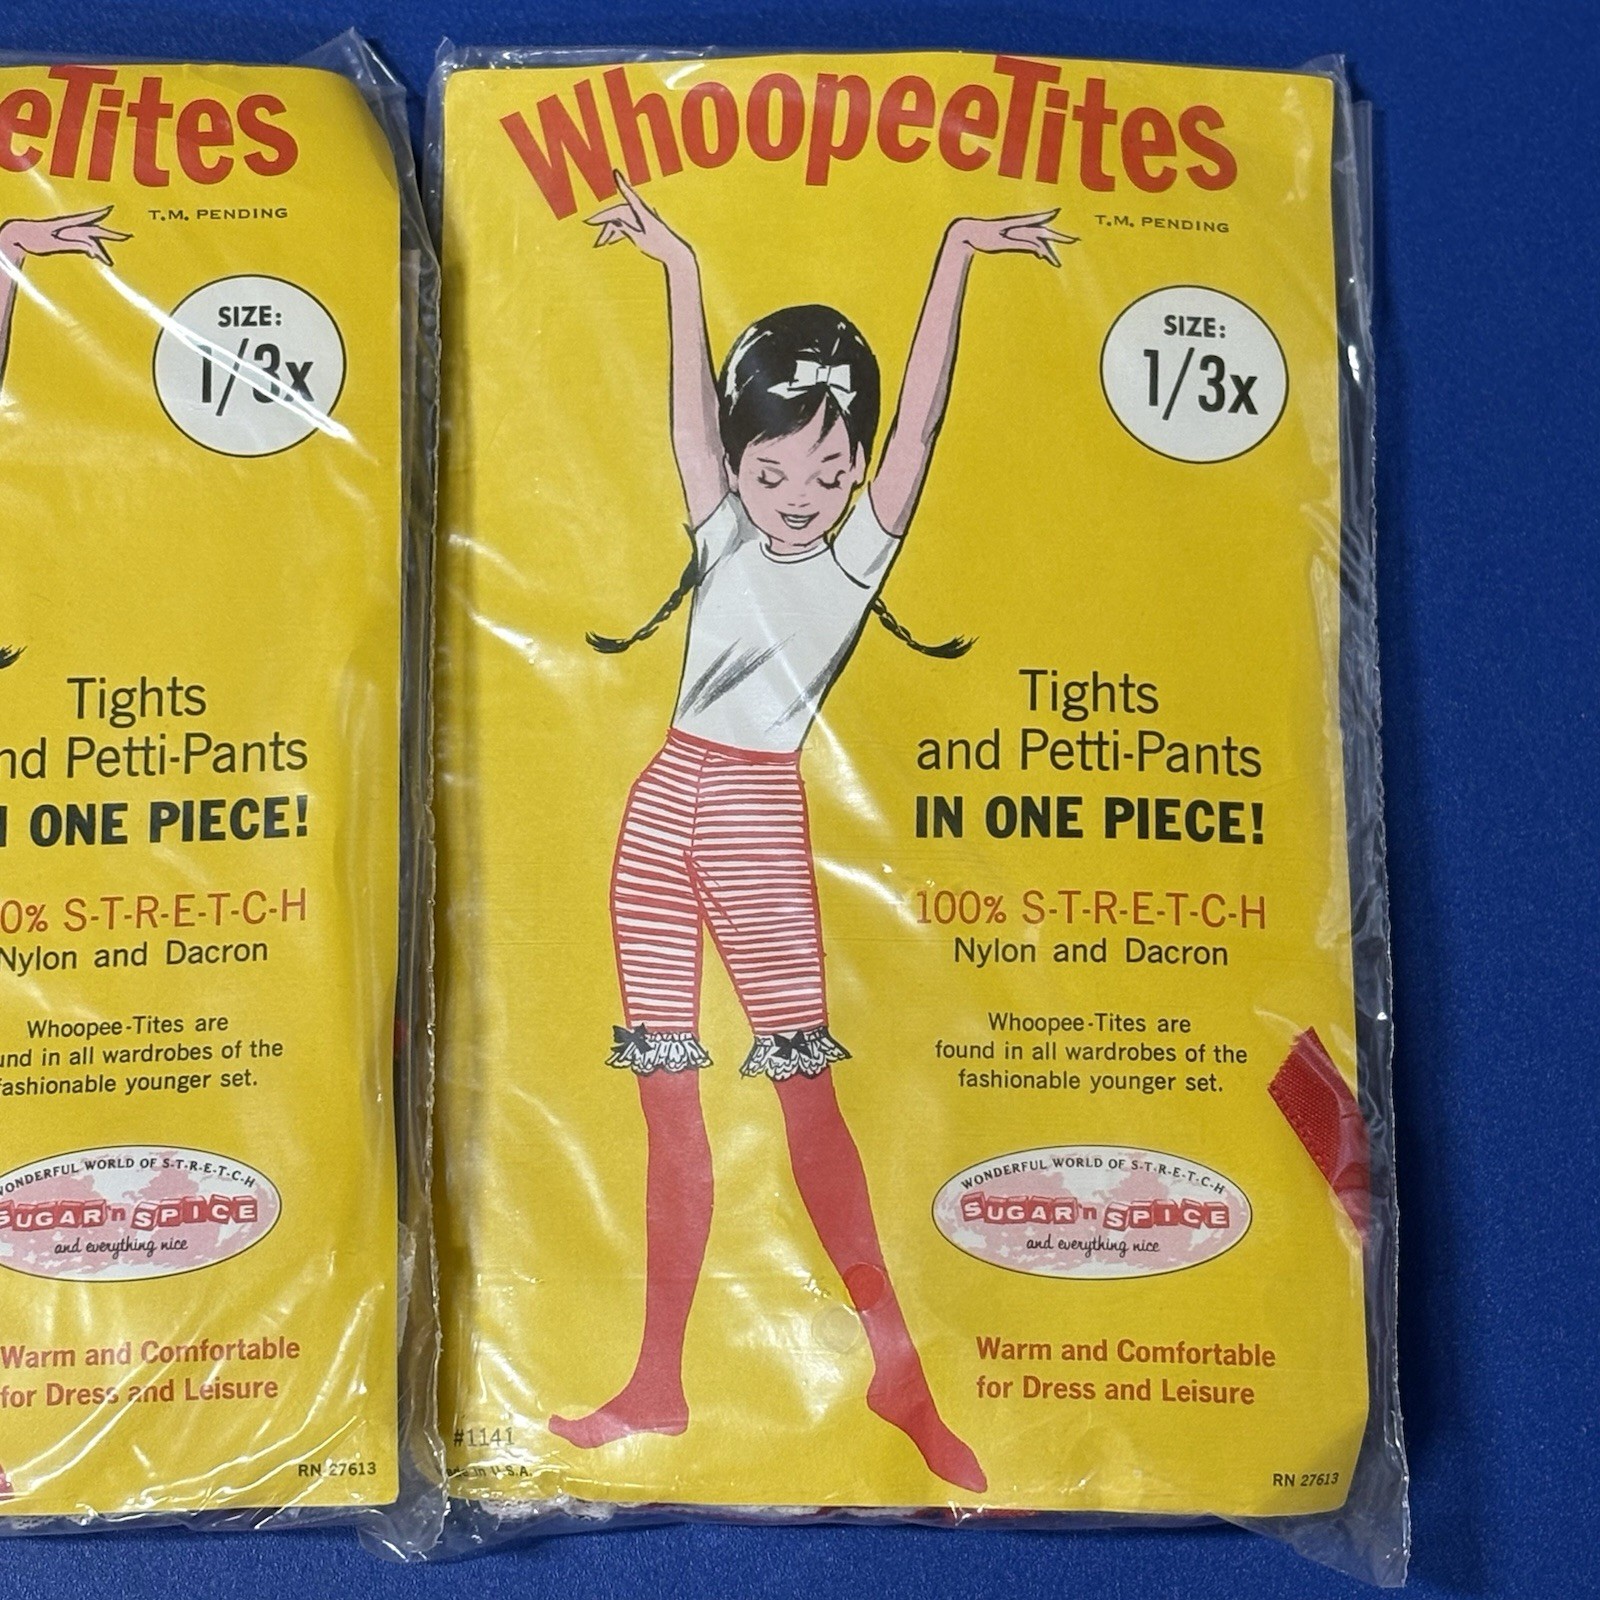 eTites
T.M. PENDING
SIZE:
1/3x
Tights
nd Petti-Pants
ONE PIECE!
0% S-T-R-E-T-C-H
Nylon and Dacron
Whoopee-Tites are
und in all wardrobes of the
fashionable younger set.
WONDERFUL WORLD OF S-T-R-E-T-C-H
SUGAR'n SPICE
and everything nice
Warm and Comfortable
for Dress and Leisure
RN 27613
WhoopeeTites
T.M. PENDING
SIZE:
1/3x
Tights
and Petti-Pants
IN ONE PIECE!
100% S-T-R-E-T-C-H
Nylon and Dacron
Whoopee-Tites are
found in all wardrobes of the
fashionable younger set.
WONDERFUL WORLD OF S-T-R-E-T-C-H
SUGAR'n SPICE
and everything nice
Warm and Comfortable
for Dress and Leisure
#1141
Made in U.S.A.
RN 27613